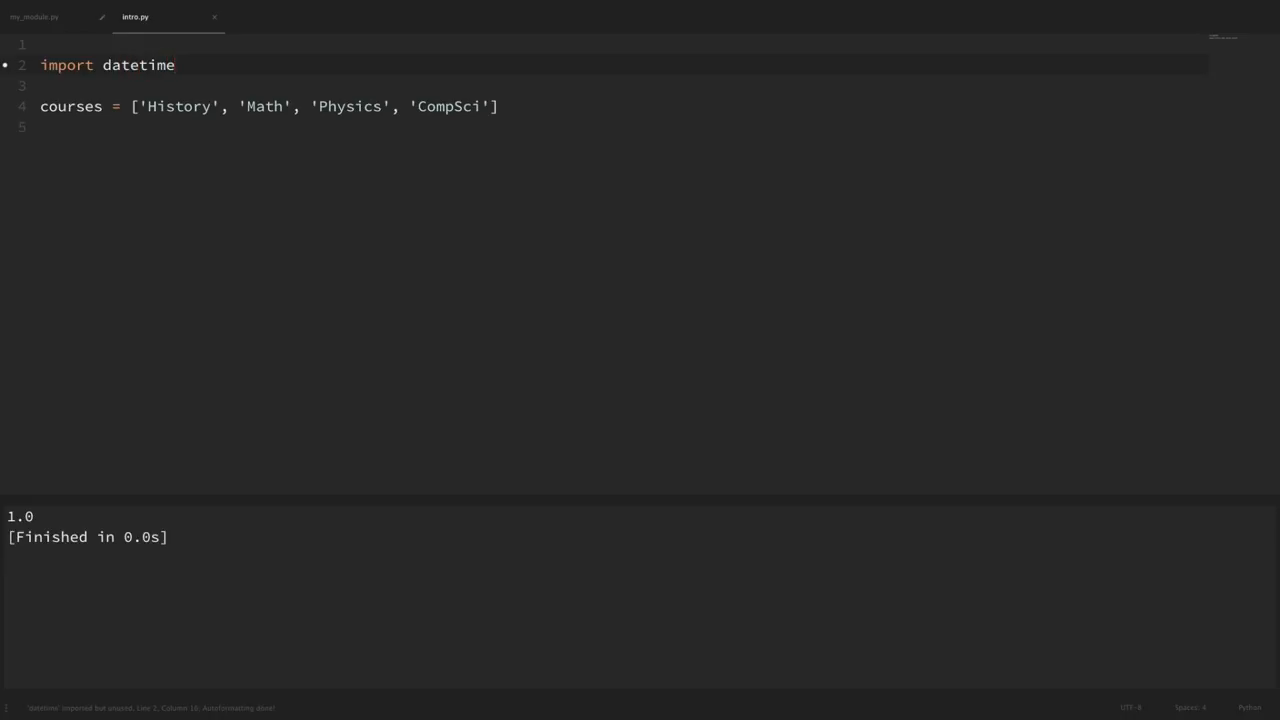 my_module.py
intro.py ×
1
2 import datetime
3
4 courses = ['History', 'Math', 'Physics', 'CompSci']
5
1.0
[Finished in 0.0s]
'datetime' imported but unused, Line 2, Column 16, Autoformatting done!
UTF-8 Spaces: 4 Python